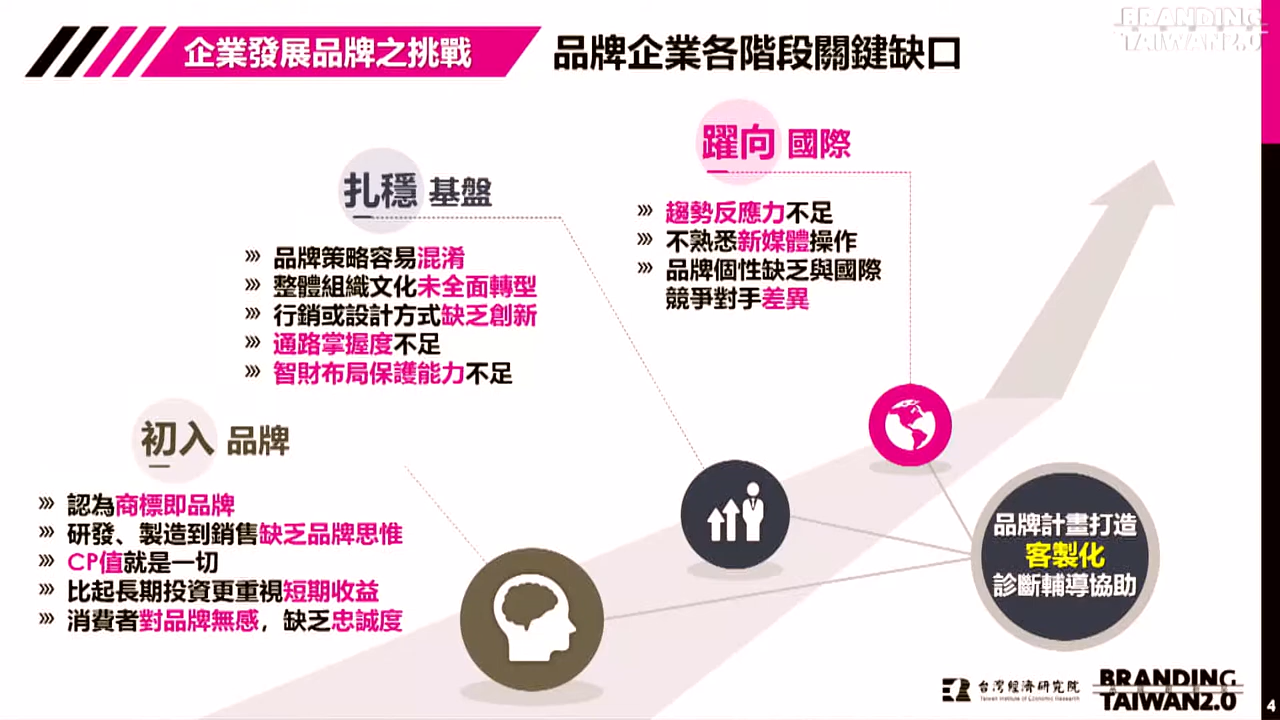 企業發展品牌之挑戰
品牌企業各階段關鍵缺口
BRANDING
TAIWAN2.0
躍向 國際
趨勢反應力不足
不熟悉新媒體操作
品牌個性缺乏與國際
競爭對手差異
扎穩 基盤
品牌策略容易混淆
整體組織文化未全面轉型
行銷或設計方式缺乏創新
通路掌握度不足
智財布局保護能力不足
初入 品牌
認為商標即品牌
研發、製造到銷售缺乏品牌思惟
CP值就是一切
比起長期投資更重視短期收益
消費者對品牌無感，缺乏忠誠度
品牌計畫打造
客製化
診斷輔導協助
台灣經濟研究院
Taiwan Institute of Economic Research
BRANDING
TAIWAN2.0
4